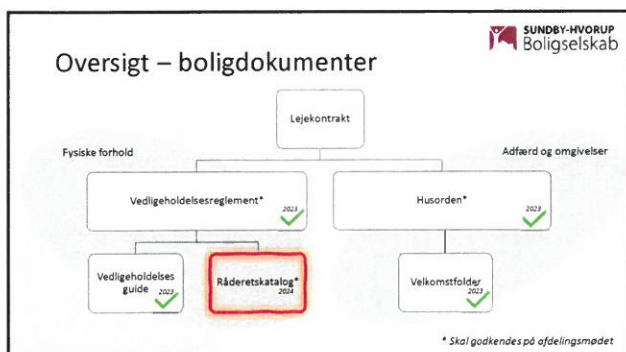 SUNDBY-HVORUP
Boligselskab
Oversigt – boligdokumenter
Lejekontrakt
Fysiske forhold
Adfærd og omgivelser
Vedligeholdelsesreglement*
2023
Husorden*
2023
Vedligeholdelses
guide
2023
Råderetskatalog*
2024
Velkomstfolder
2023
* Skal godkendes på afdelingsmødet